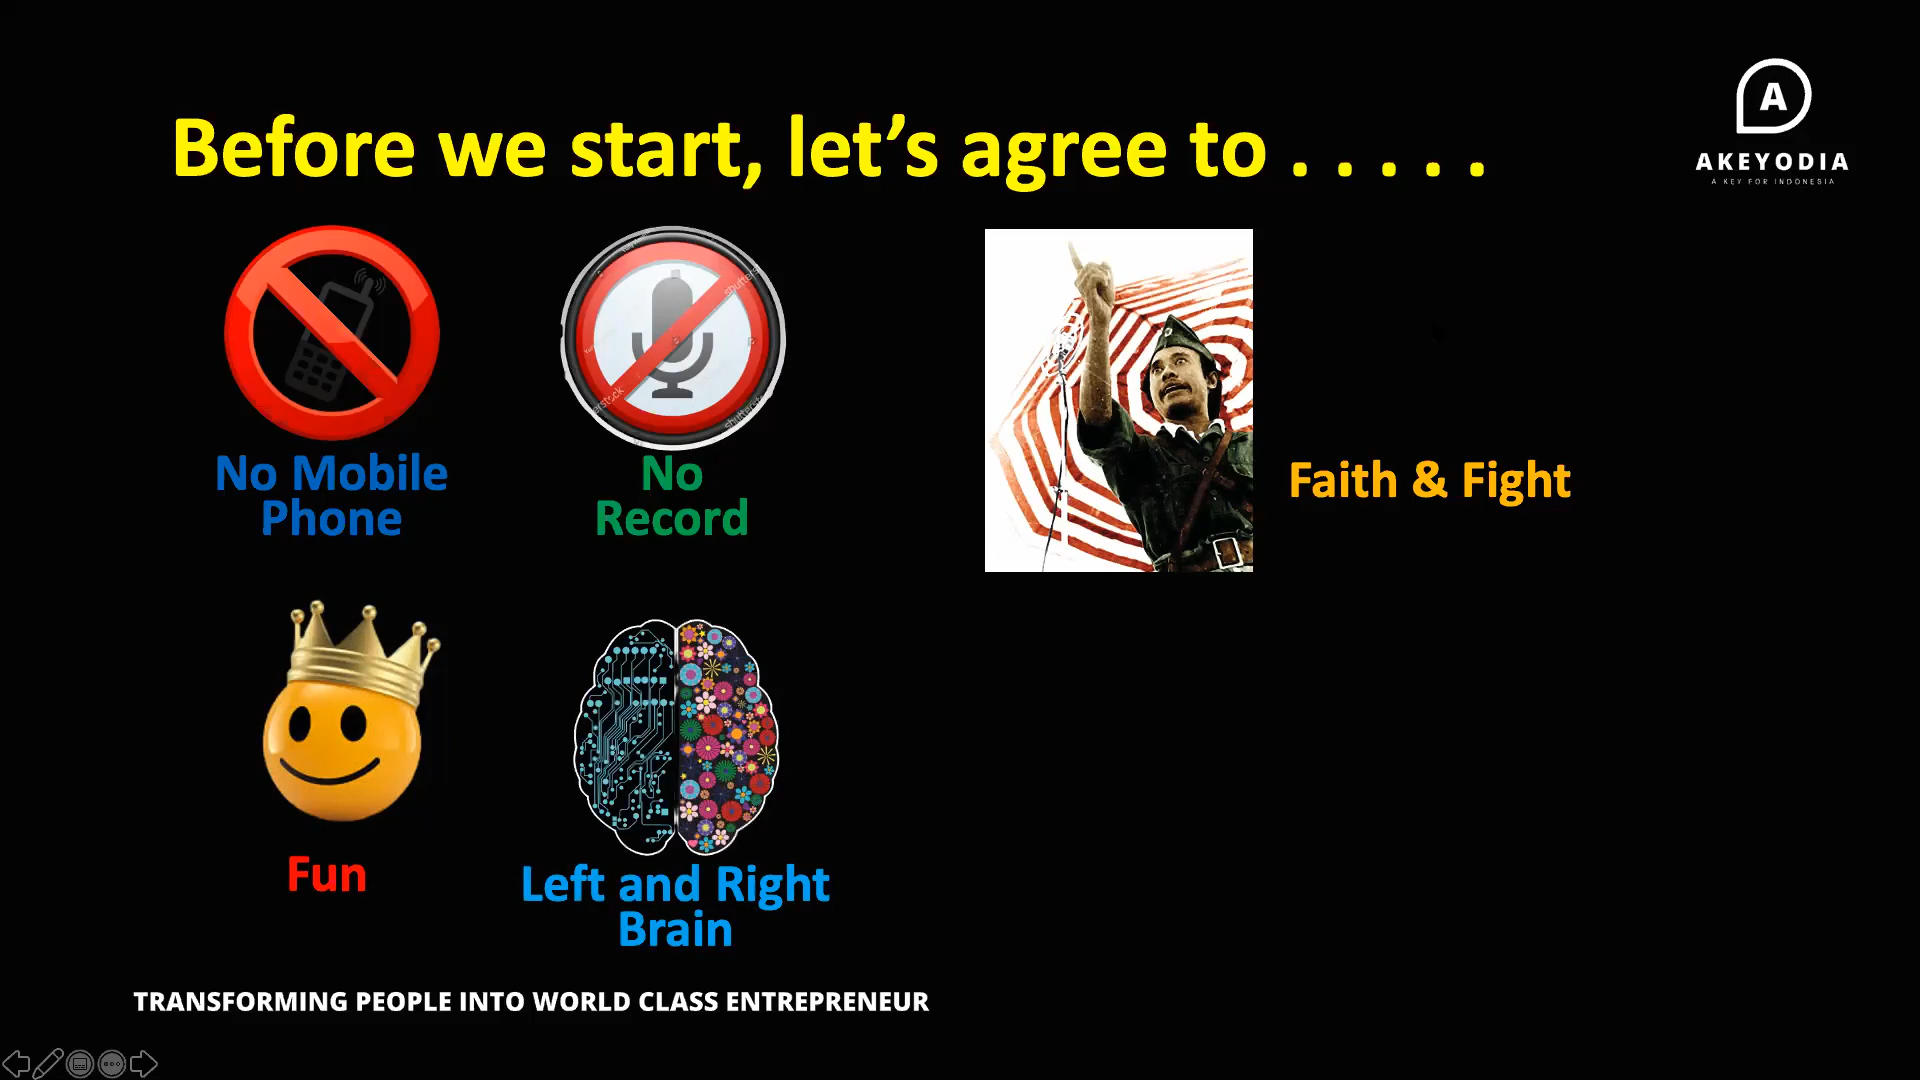 Before we start, let’s agree to . . . . .
A
AKEYODIA
A KEY FOR INDONESIA
No Mobile
Phone
shutterstock
No
Record
Faith & Fight
Fun
Left and Right
Brain
TRANSFORMING PEOPLE INTO WORLD CLASS ENTREPRENEUR